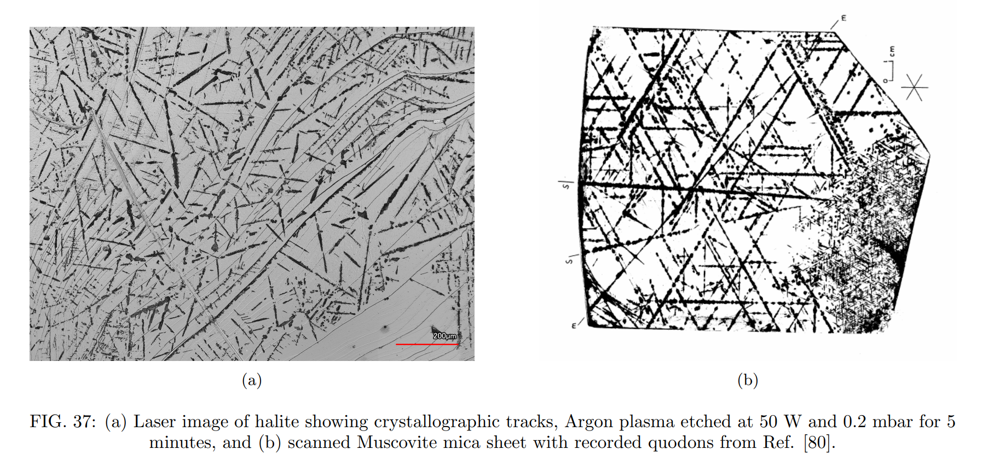 E
0 1 cm
S
S
E
200µm
(a)
(b)
FIG. 37: (a) Laser image of halite showing crystallographic tracks, Argon plasma etched at 50 W and 0.2 mbar for 5
minutes, and (b) scanned Muscovite mica sheet with recorded quodons from Ref. [80].